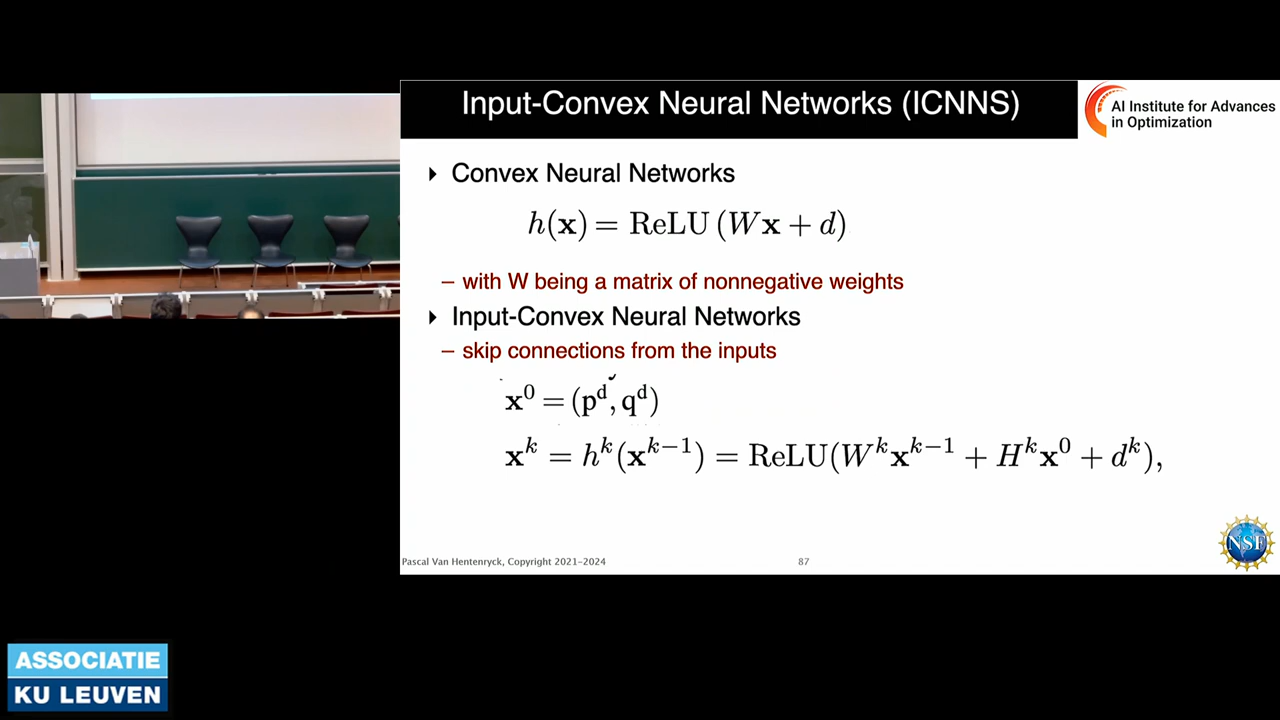 Input-Convex Neural Networks (ICNNS)
AI Institute for Advances
in Optimization
Convex Neural Networks
h(x) = ReLU (Wx + d)
– with W being a matrix of nonnegative weights
Input-Convex Neural Networks
– skip connections from the inputs
x⁰ = (pᵈ, qᵈ)
xᵏ = hᵏ(xᵏ⁻¹) = ReLU(Wᵏxᵏ⁻¹ + Hᵏx⁰ + dᵏ),
NSF
Pascal Van Hentenryck, Copyright 2021–2024
87
ASSOCIATIE
KU LEUVEN